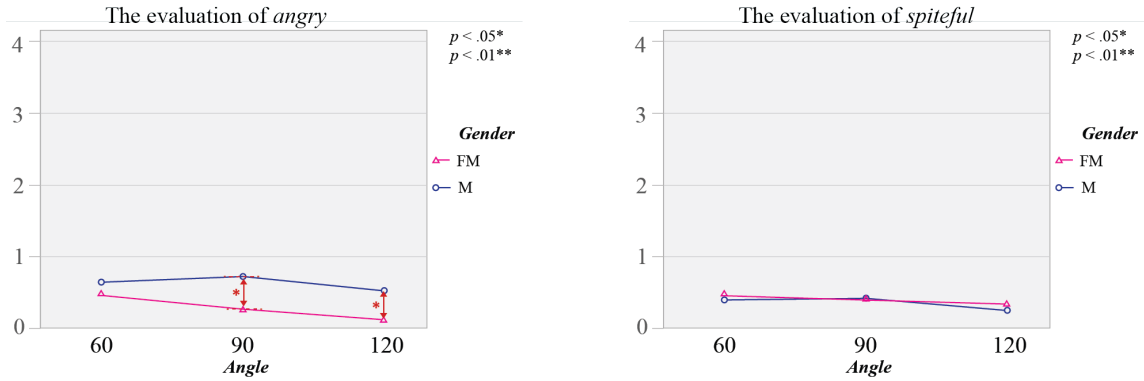 The evaluation of angry
p < .05*
p < .01**
4
3
2
1
0
Gender
FM
M
*
*
60 90 120
Angle
The evaluation of spiteful
p < .05*
p < .01**
4
3
2
1
0
Gender
FM
M
60 90 120
Angle